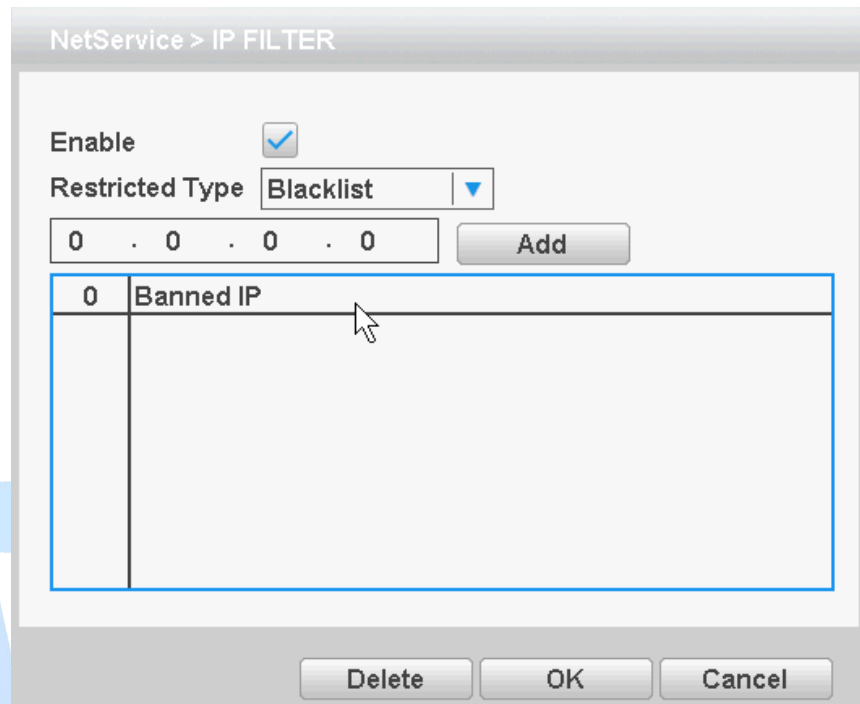 NetService > IP FILTER
Enable
Restricted Type Blacklist
0 . 0 . 0 . 0 Add
0 Banned IP
Delete OK Cancel